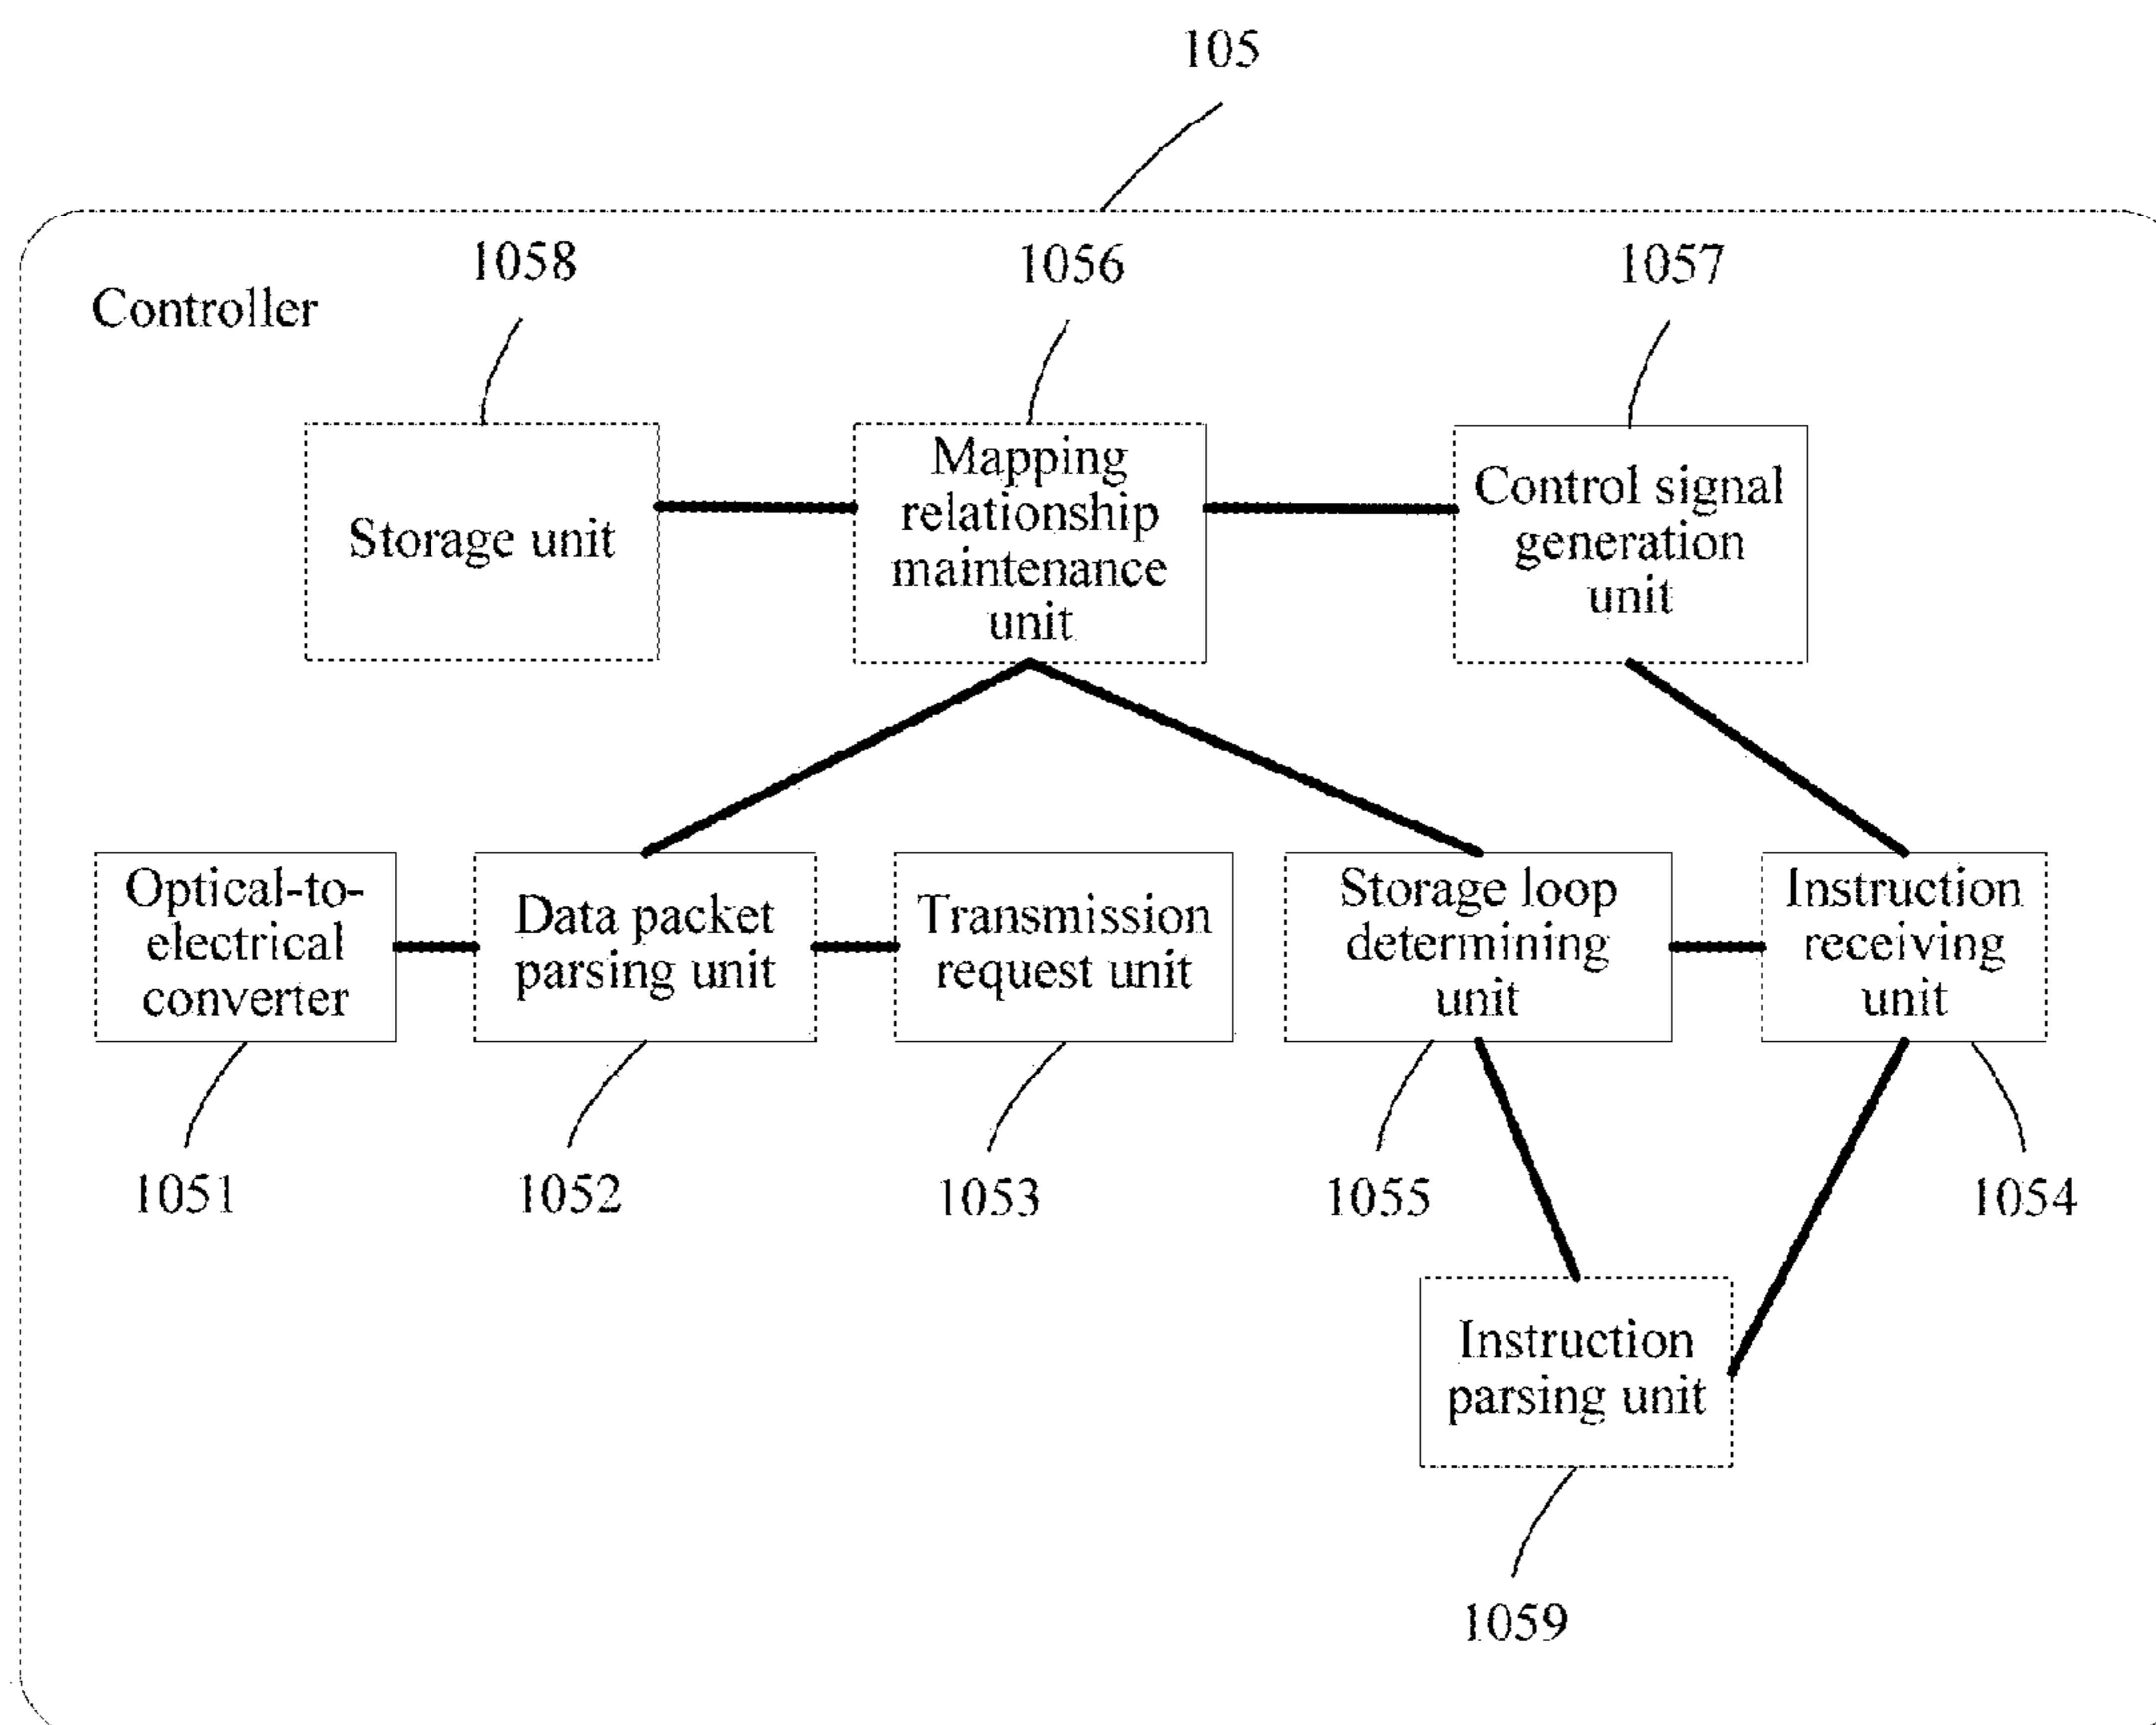 105
1058
1056
1057
Controller
Storage unit
Mapping
relationship
maintenance
unit
Control signal
generation
unit
Optical-to-
electrical
converter
Data packet
parsing unit
Transmission
request unit
Storage loop
determining
unit
Instruction
receiving
unit
1051
1052
1053
1055
1054
Instruction
parsing unit
1059